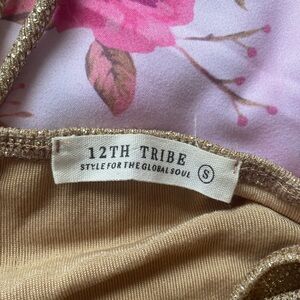 12TH TRIBE
STYLE FOR THE GLOBAL SOUL
S